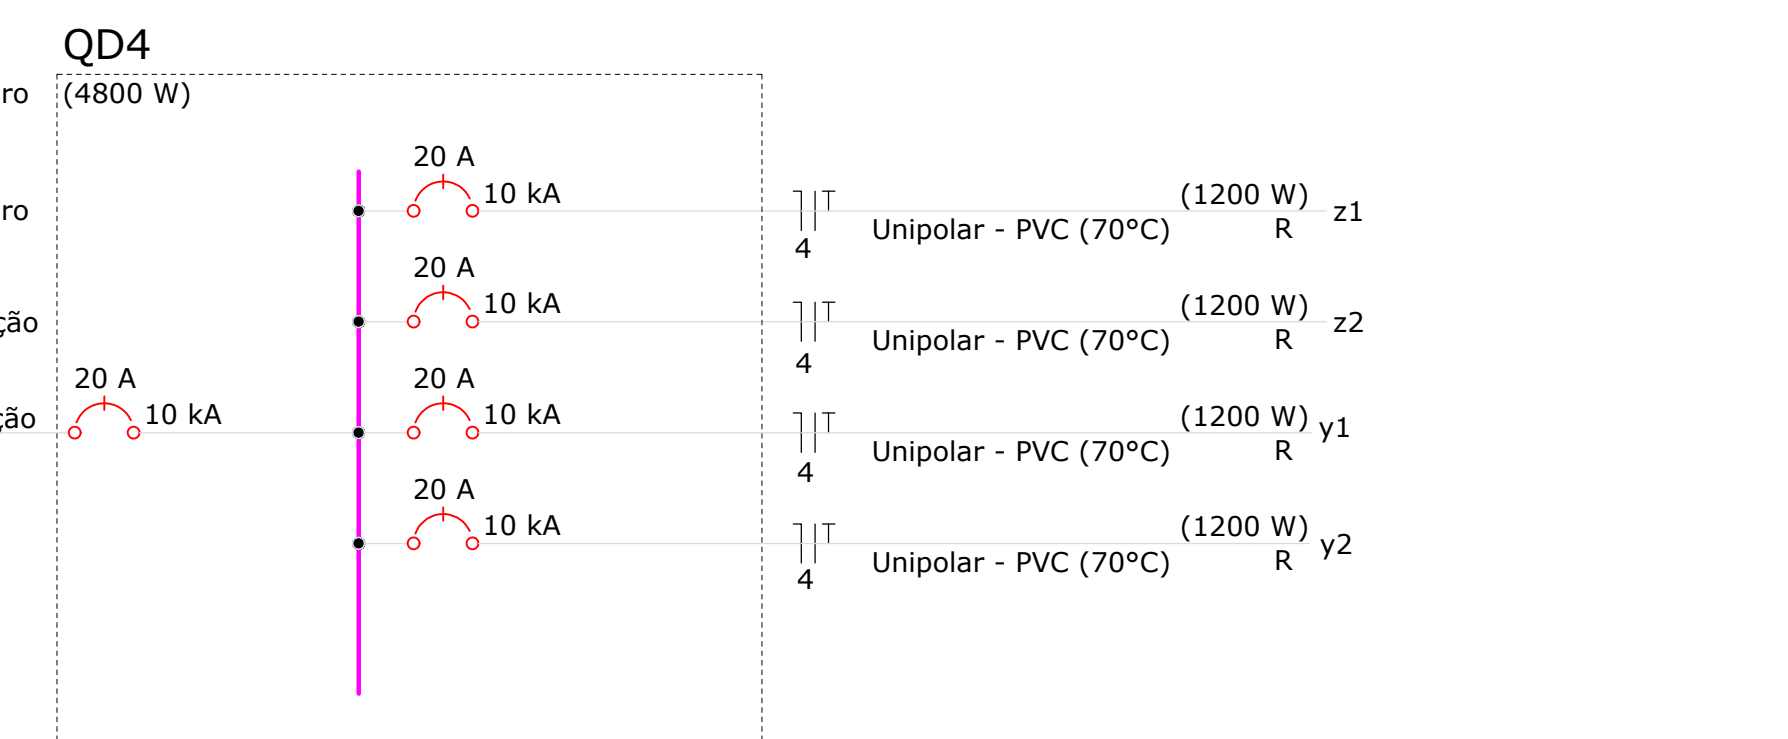 QD4
ro
(4800 W)
20 A
10 kA
(1200 W)
z1
ro
Unipolar - PVC (70°C)
R
4
20 A
10 kA
(1200 W)
z2
ção
Unipolar - PVC (70°C)
R
4
20 A
10 kA
ção
20 A
10 kA
(1200 W)
y1
Unipolar - PVC (70°C)
R
4
20 A
10 kA
(1200 W)
y2
Unipolar - PVC (70°C)
R
4